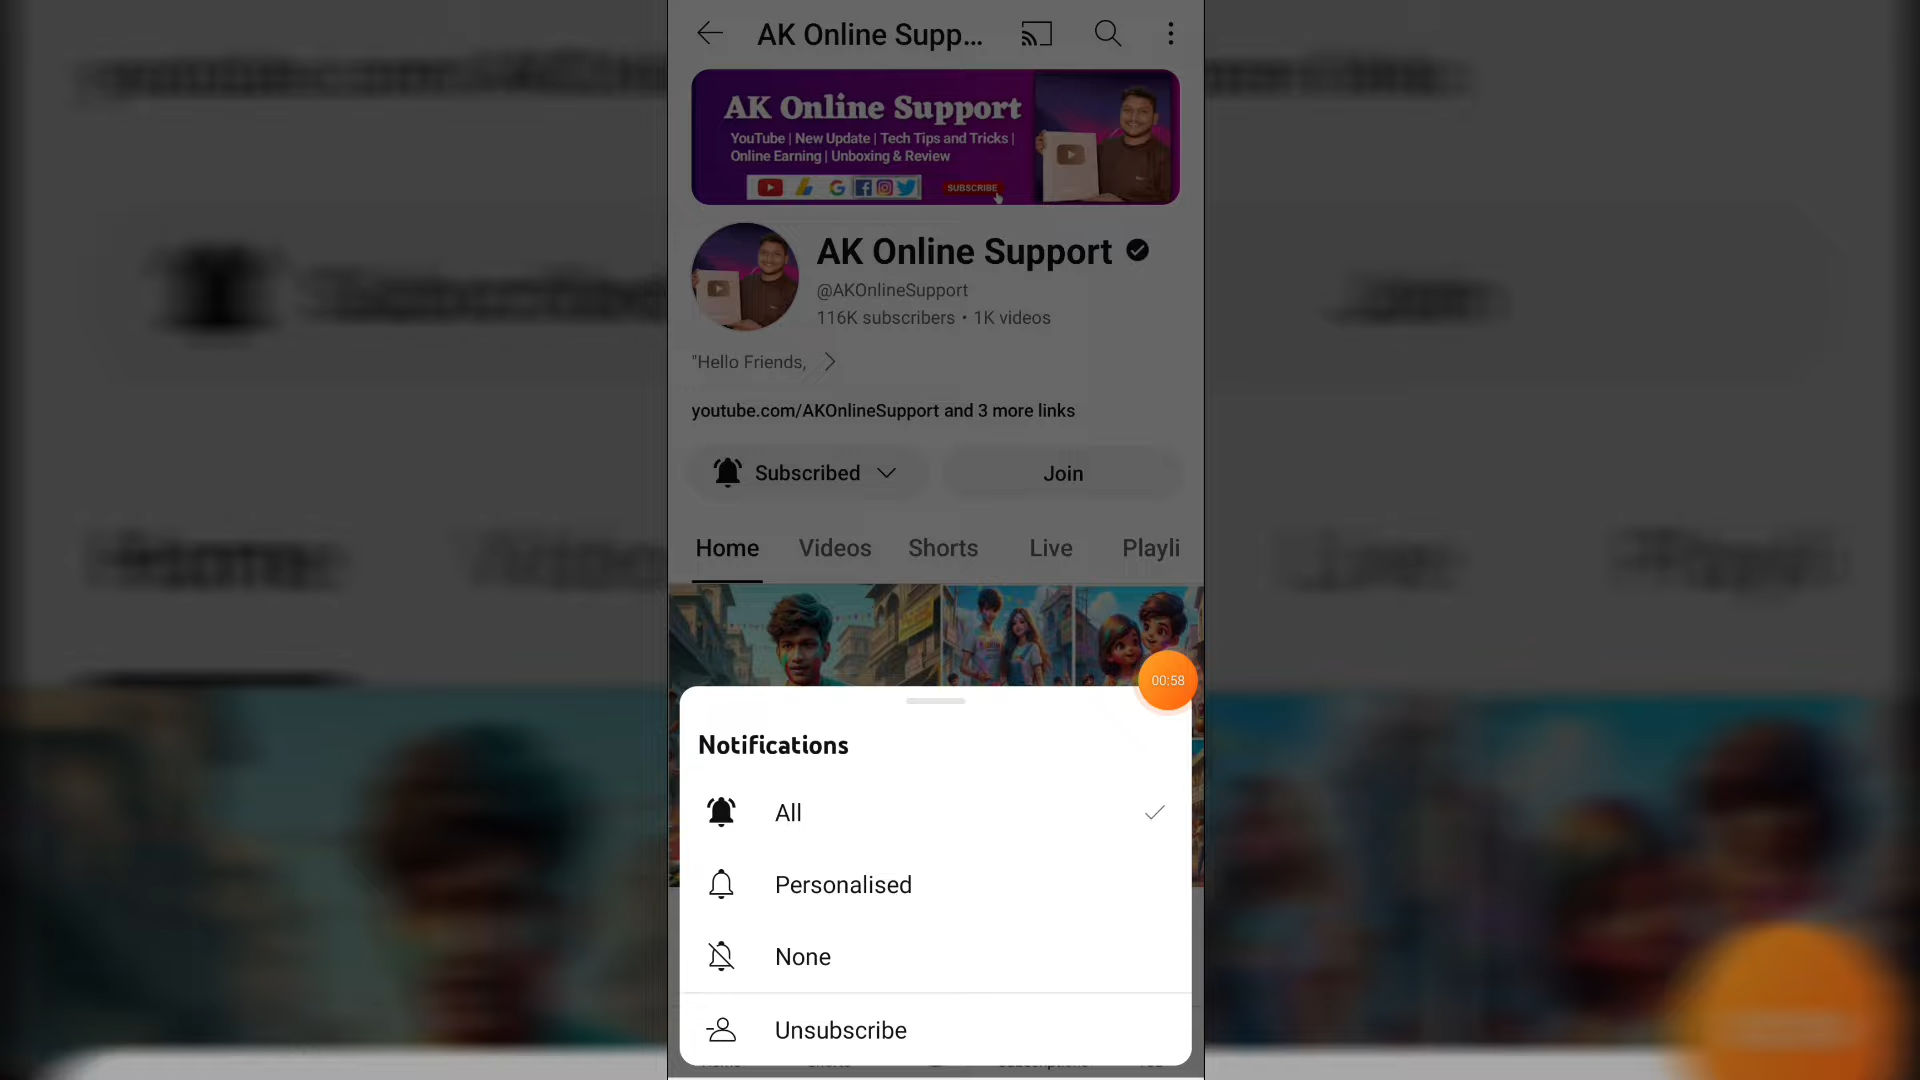 AK Online Supp...
AK Online Support
YouTube | New Update | Tech Tips and Tricks |
Online Earning | Unboxing & Review
SUBSCRIBE
AK Online Support
@AKOnlineSupport
116K subscribers • 1K videos
"Hello Friends,
youtube.com/AKOnlineSupport and 3 more links
Subscribed
Join
Home Videos Shorts Live Playli
00:58
Notifications
All
Personalised
None
Unsubscribe